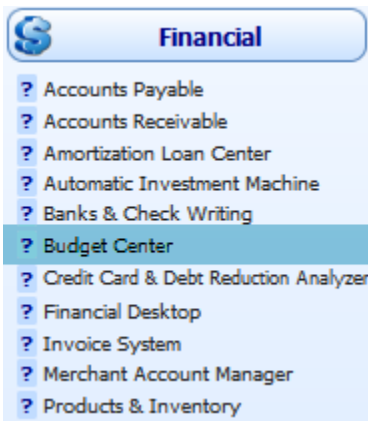 Financial
? Accounts Payable
? Accounts Receivable
? Amortization Loan Center
? Automatic Investment Machine
? Banks & Check Writing
? Budget Center
? Credit Card & Debt Reduction Analyzer
? Financial Desktop
? Invoice System
? Merchant Account Manager
? Products & Inventory